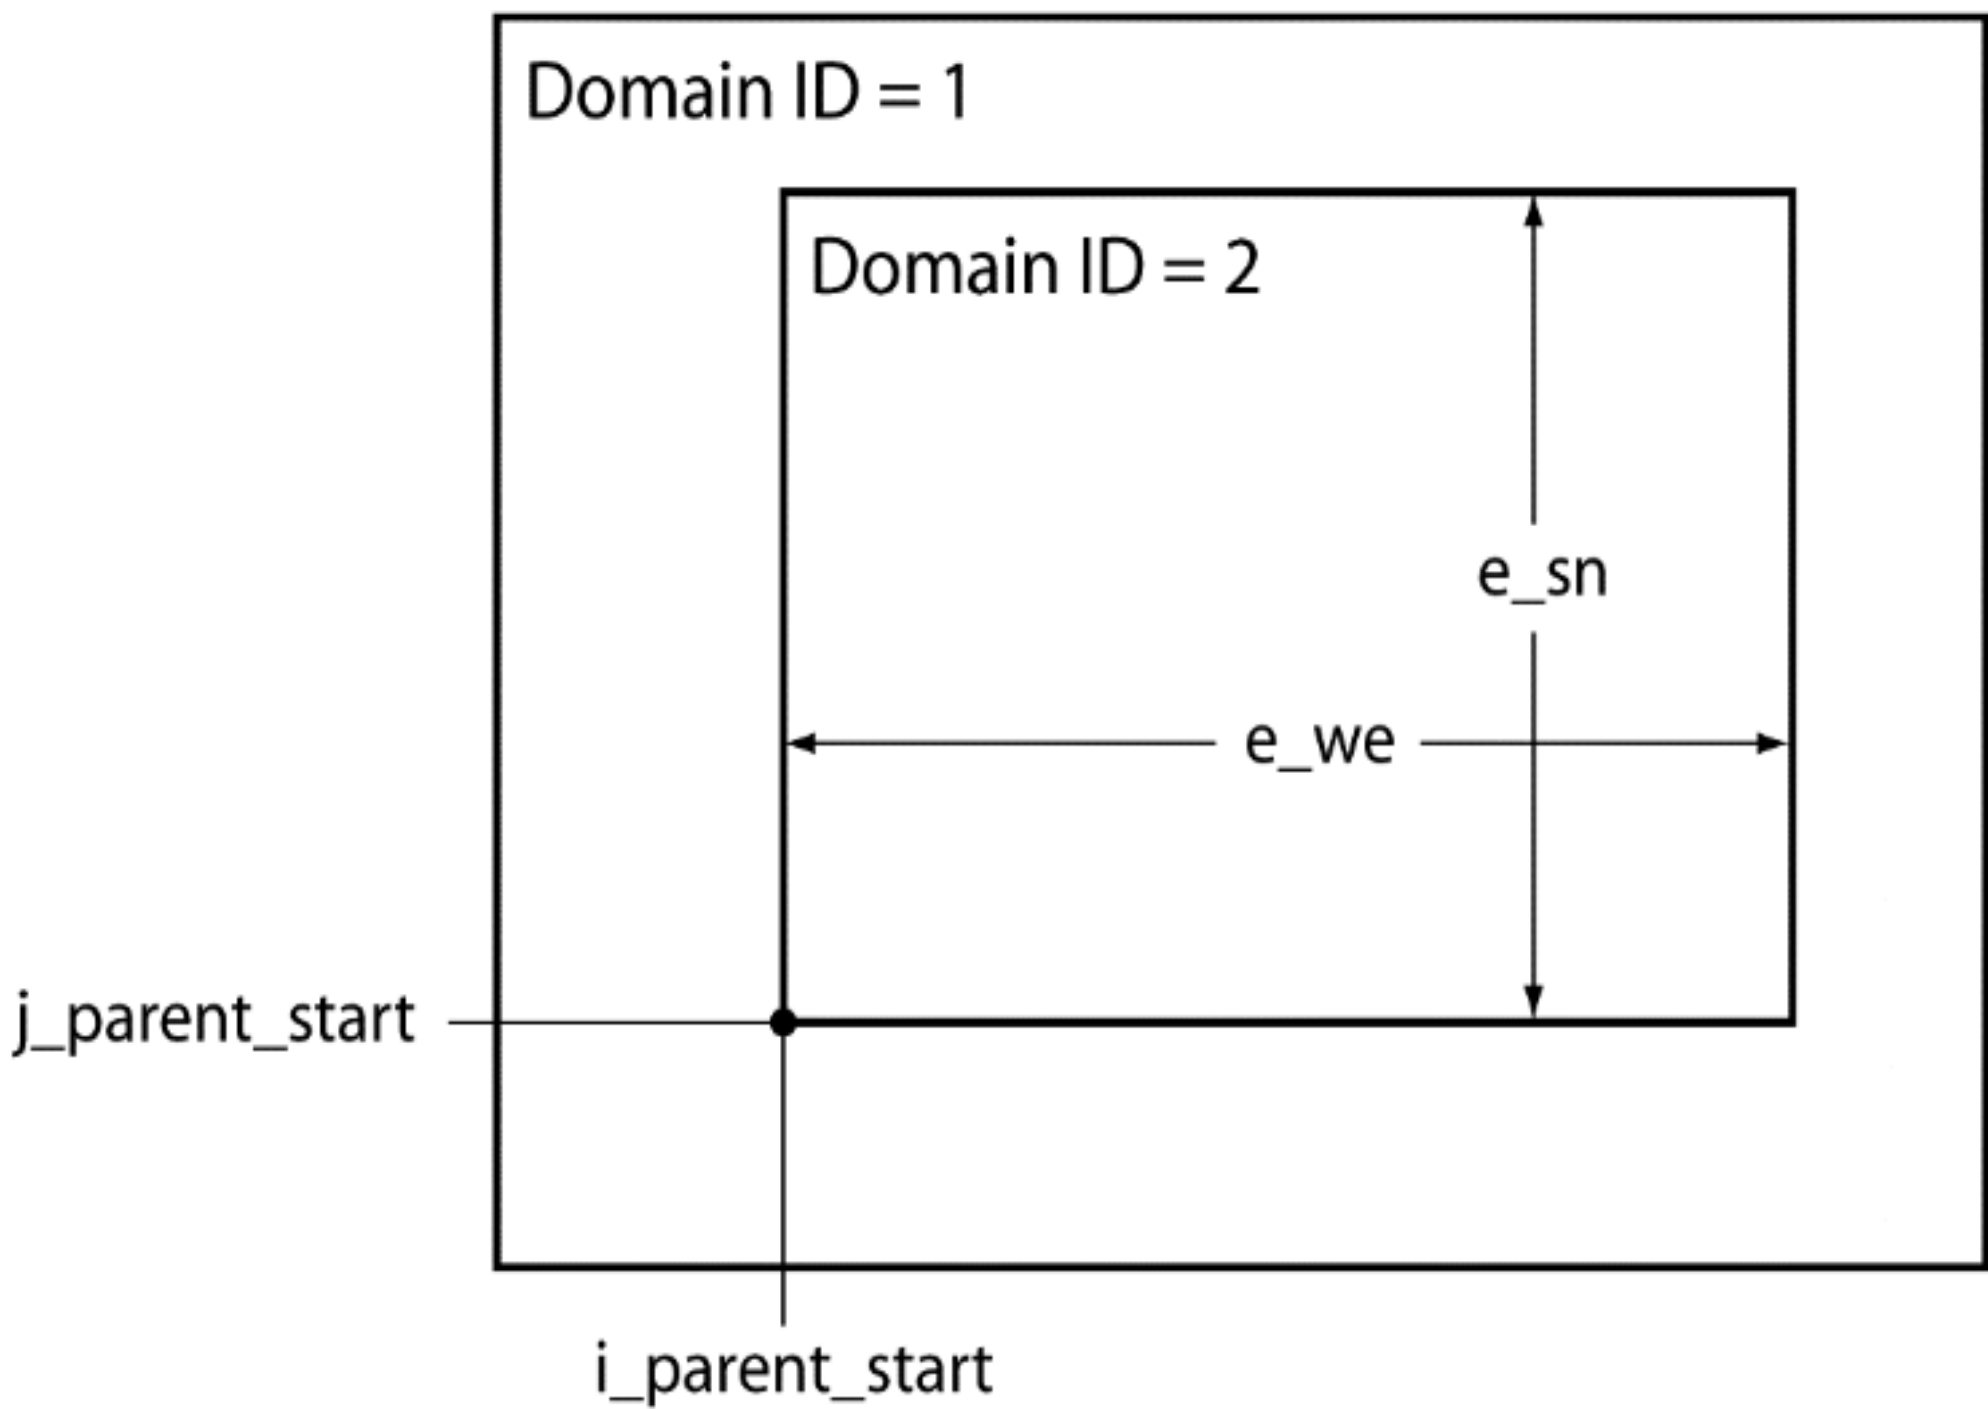 Domain ID = 1
Domain ID = 2
e_sn
e_we
j_parent_start
i_parent_start